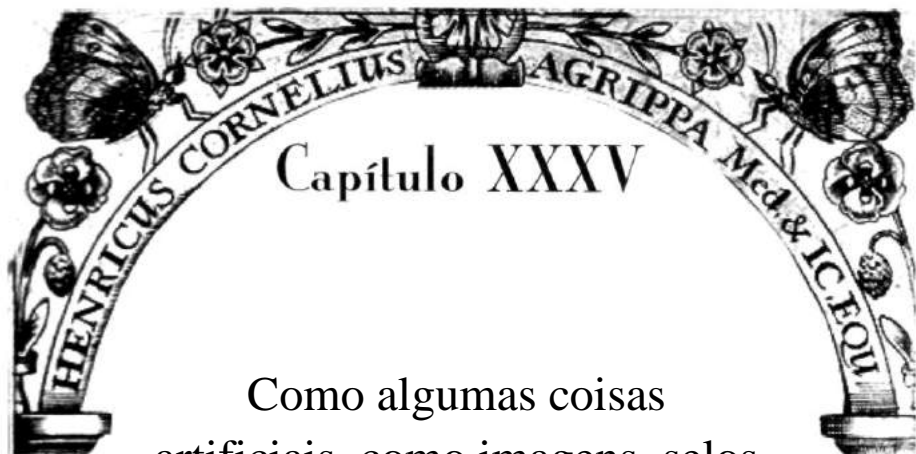 HENRICUS CORNELIUS AGRIPPA Med. & IC. EQU
Capítulo XXXV
Como algumas coisas
artificiais, como imagens, selos